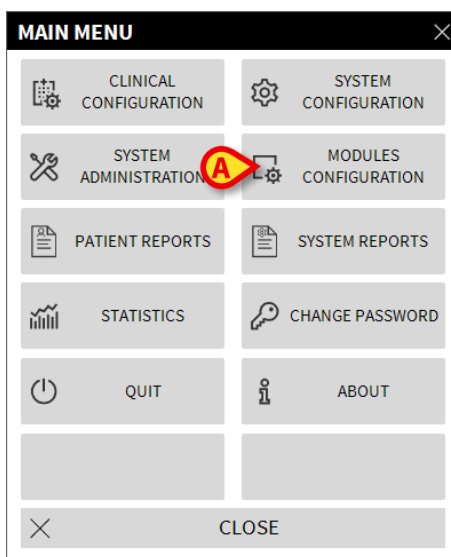 MAIN MENU
CLINICAL
CONFIGURATION
SYSTEM
CONFIGURATION
SYSTEM
ADMINISTRATION
A
MODULES
CONFIGURATION
PATIENT REPORTS
SYSTEM REPORTS
STATISTICS
CHANGE PASSWORD
QUIT
ABOUT
CLOSE